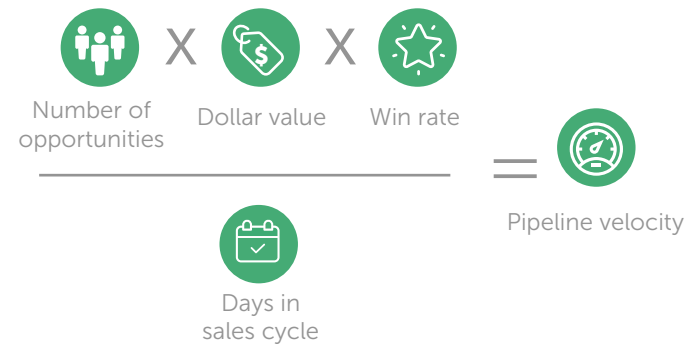 X
X
$
Number of
opportunities
Dollar value
Win rate
=
Pipeline velocity
Days in
sales cycle